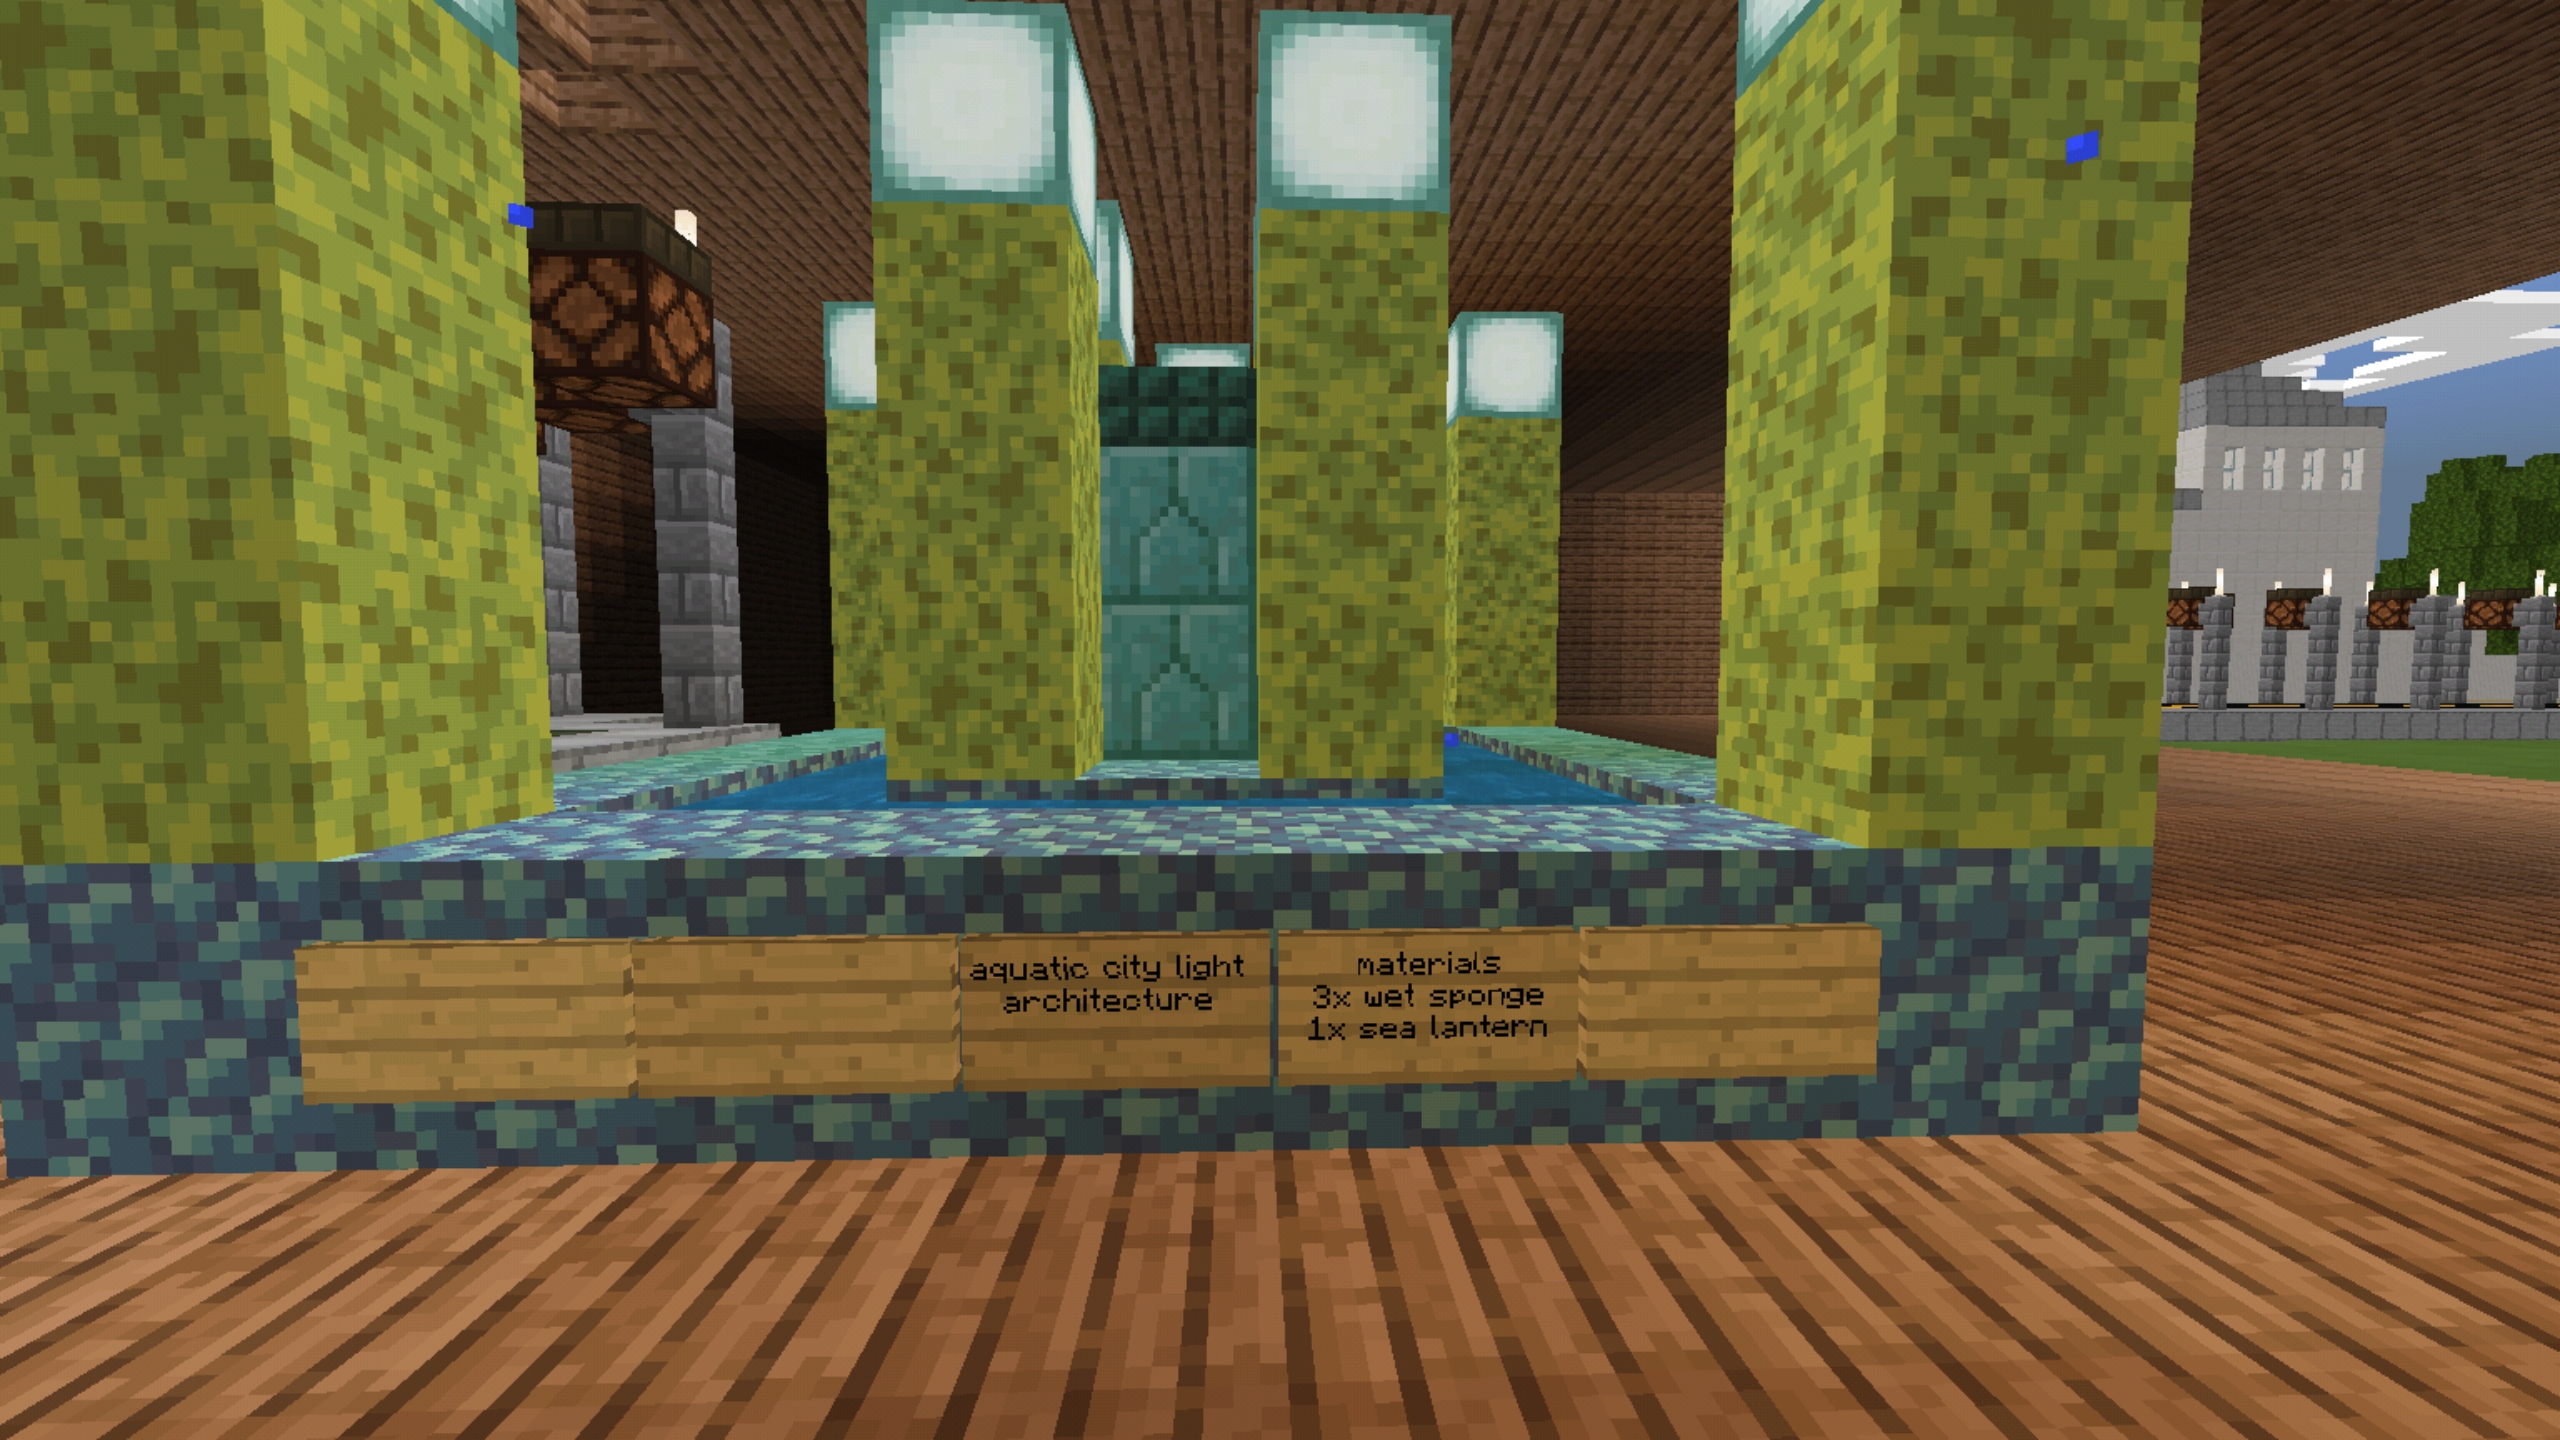 aquatic city light
architecture
materials
3x wet sponge
1x sea lantern